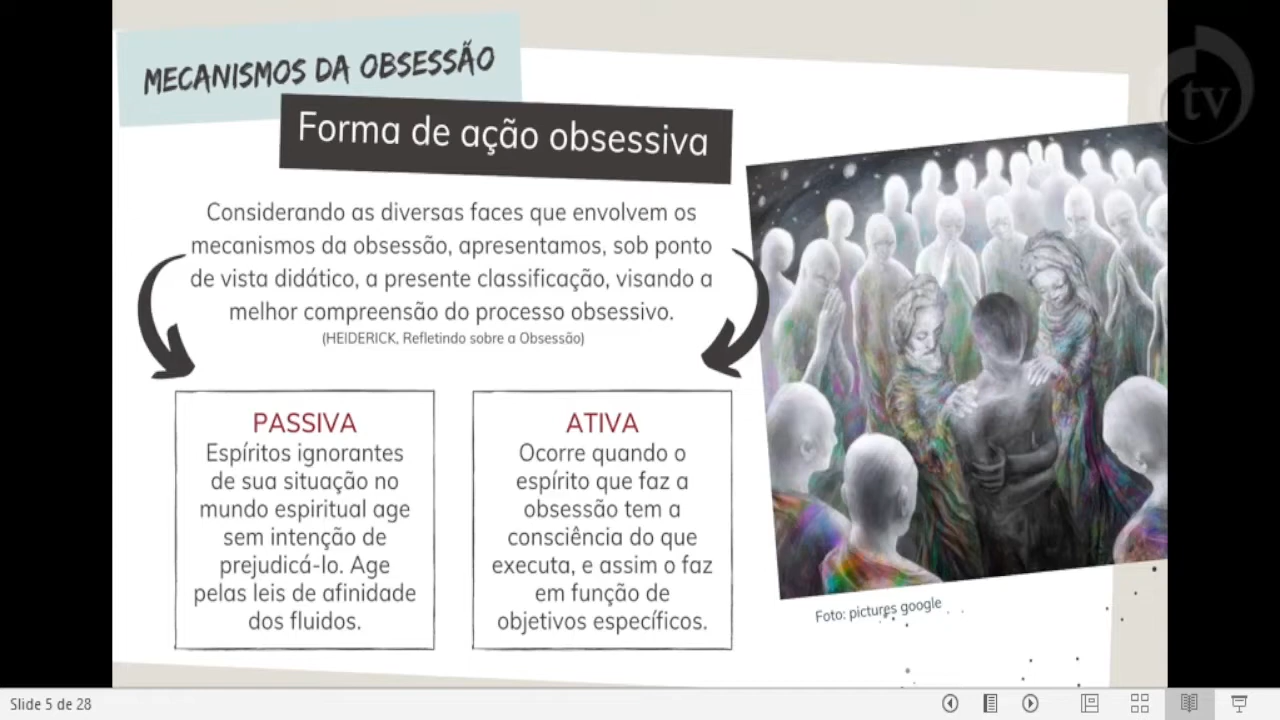 MECANISMOS DA OBSESSÃO
Forma de ação obsessiva
Considerando as diversas faces que envolvem os
mecanismos da obsessão, apresentamos, sob ponto
de vista didático, a presente classificação, visando a
melhor compreensão do processo obsessivo.
(HEIDERICK, Refletindo sobre a Obsessão)
PASSIVA
Espíritos ignorantes
de sua situação no
mundo espiritual age
sem intenção de
prejudicá-lo. Age
pelas leis de afinidade
dos fluidos.
ATIVA
Ocorre quando o
espírito que faz a
obsessão tem a
consciência do que
executa, e assim o faz
em função de
objetivos específicos.
Foto: pictures google
tv
Slide 5 de 28